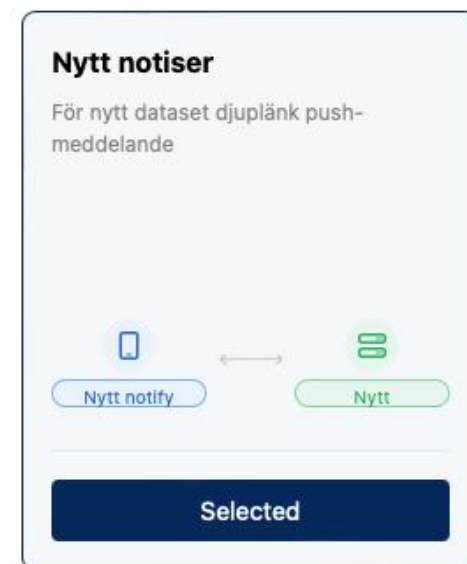 Nytt notiser
För nytt dataset djuplänk push-
meddelande
Nytt notify
Nytt
Selected